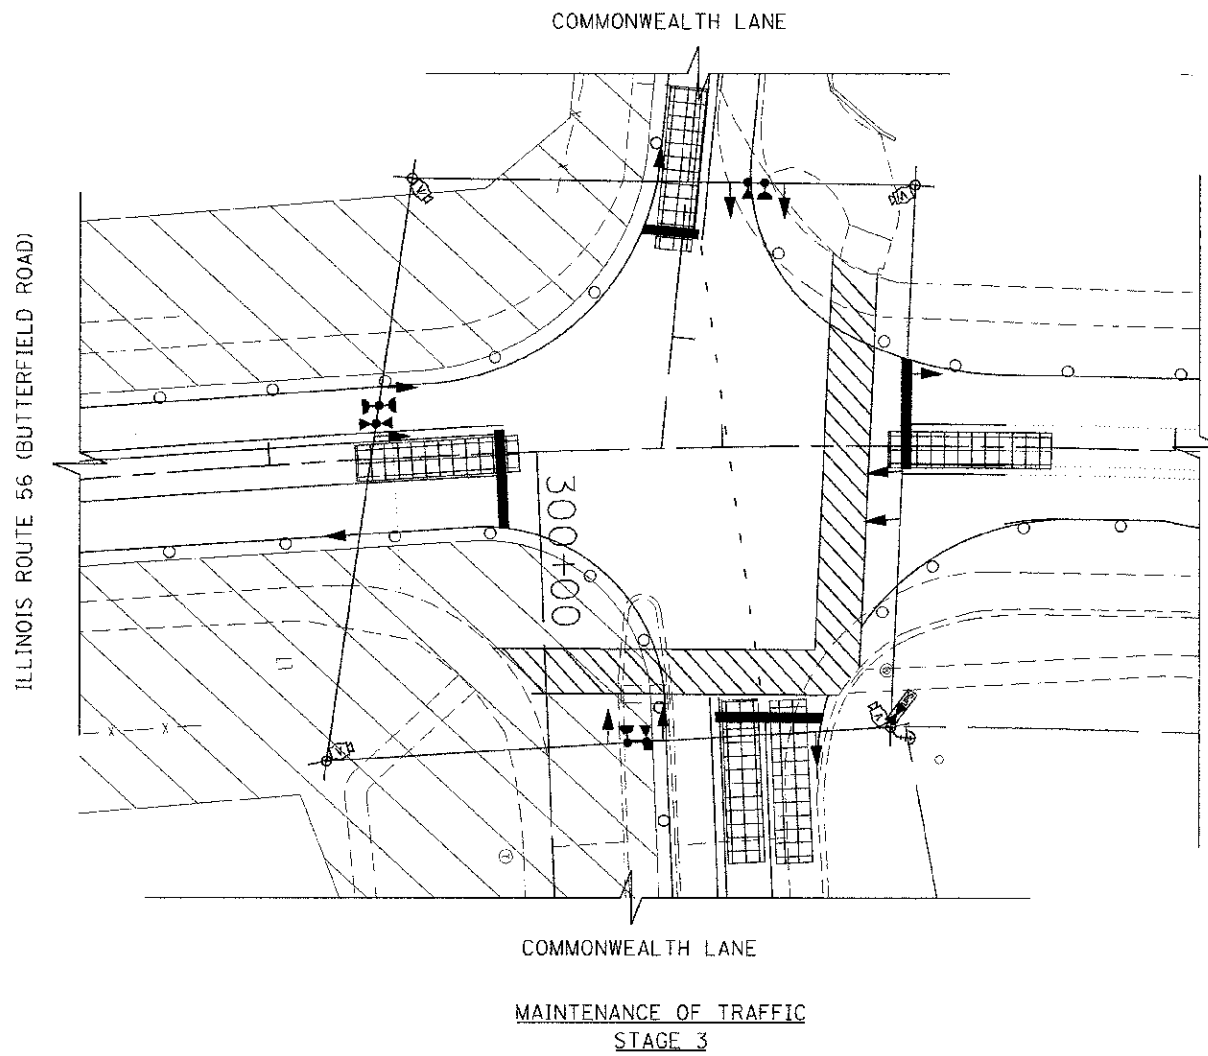 COMMONWEALTH LANE
ILLINOIS ROUTE 56 (BUTTERFIELD ROAD)
300+00
COMMONWEALTH LANE
MAINTENANCE OF TRAFFIC
STAGE 3